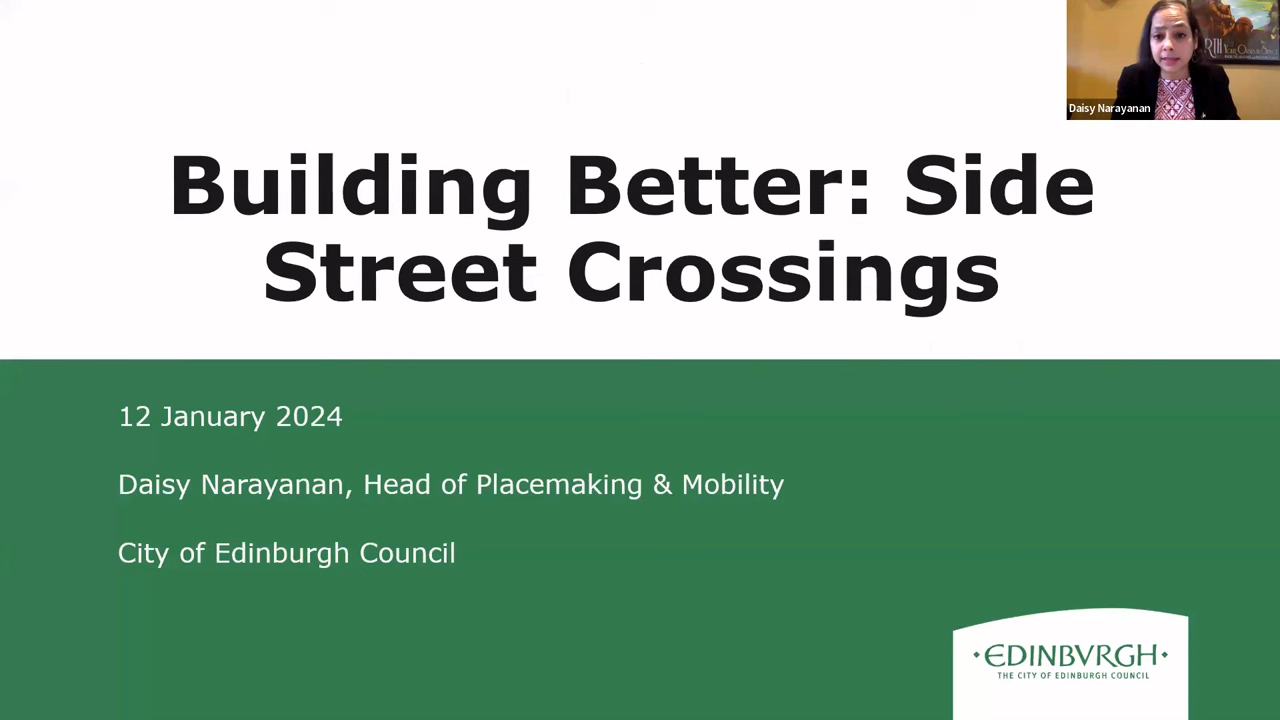 Daisy Narayanan
Building Better: Side
Street Crossings
12 January 2024
Daisy Narayanan, Head of Placemaking & Mobility
City of Edinburgh Council
EDINBVRGH
THE CITY OF EDINBURGH COUNCIL